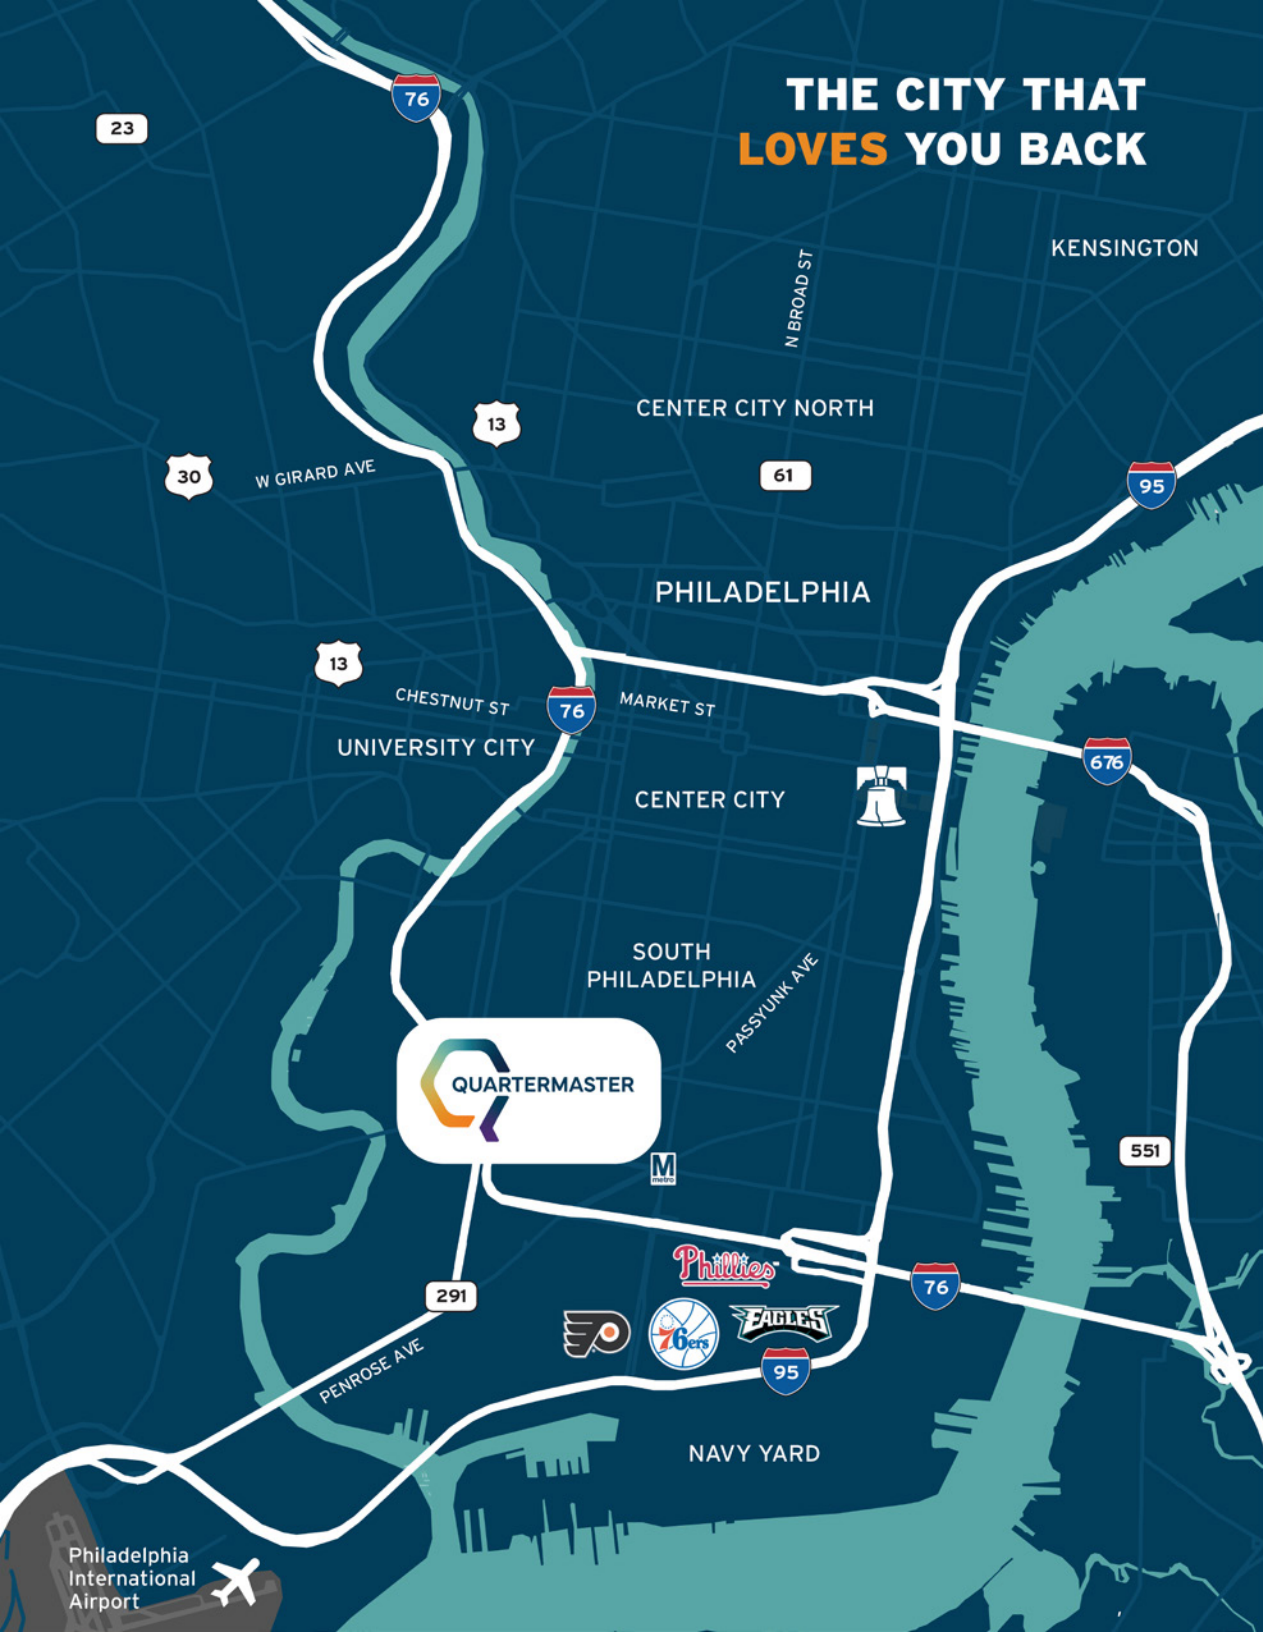 THE CITY THAT
LOVES YOU BACK
76
23
KENSINGTON
N BROAD ST
CENTER CITY NORTH
13
30
W GIRARD AVE
61
95
PHILADELPHIA
13
CHESTNUT ST
76
MARKET ST
UNIVERSITY CITY
676
CENTER CITY
SOUTH
PHILADELPHIA
PASSYUNK AVE
QUARTERMASTER
M
metro
551
Phillies
291
76
76ers
EAGLES
PENROSE AVE
95
NAVY YARD
Philadelphia
International
Airport